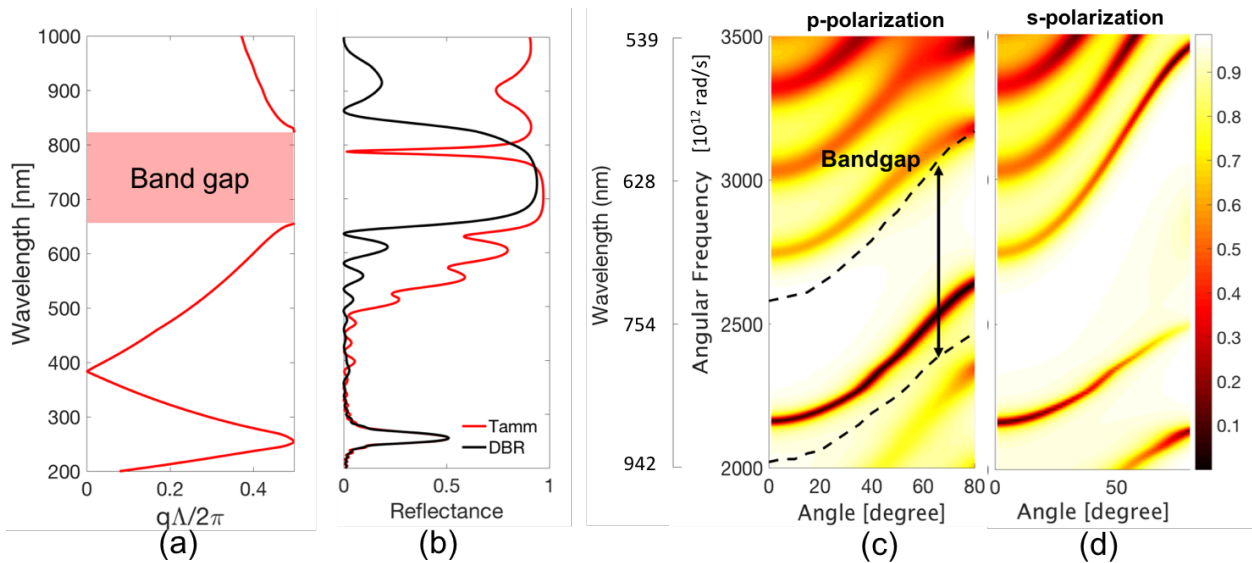 1000
900
800
700
600
500
400
300
200
Wavelength [nm]
Band gap
0
0.2
0.4
qΛ/2π
(a)
Tamm
DBR
0
0.5
1
Reflectance
(b)
Wavelength (nm)
539
628
754
942
p-polarization
Angular Frequency [10¹² rad/s]
3500
3000
2500
2000
Bandgap
0
20
40
60
80
Angle [degree]
(c)
s-polarization
0
50
Angle [degree]
(d)
0.9
0.8
0.7
0.6
0.5
0.4
0.3
0.2
0.1